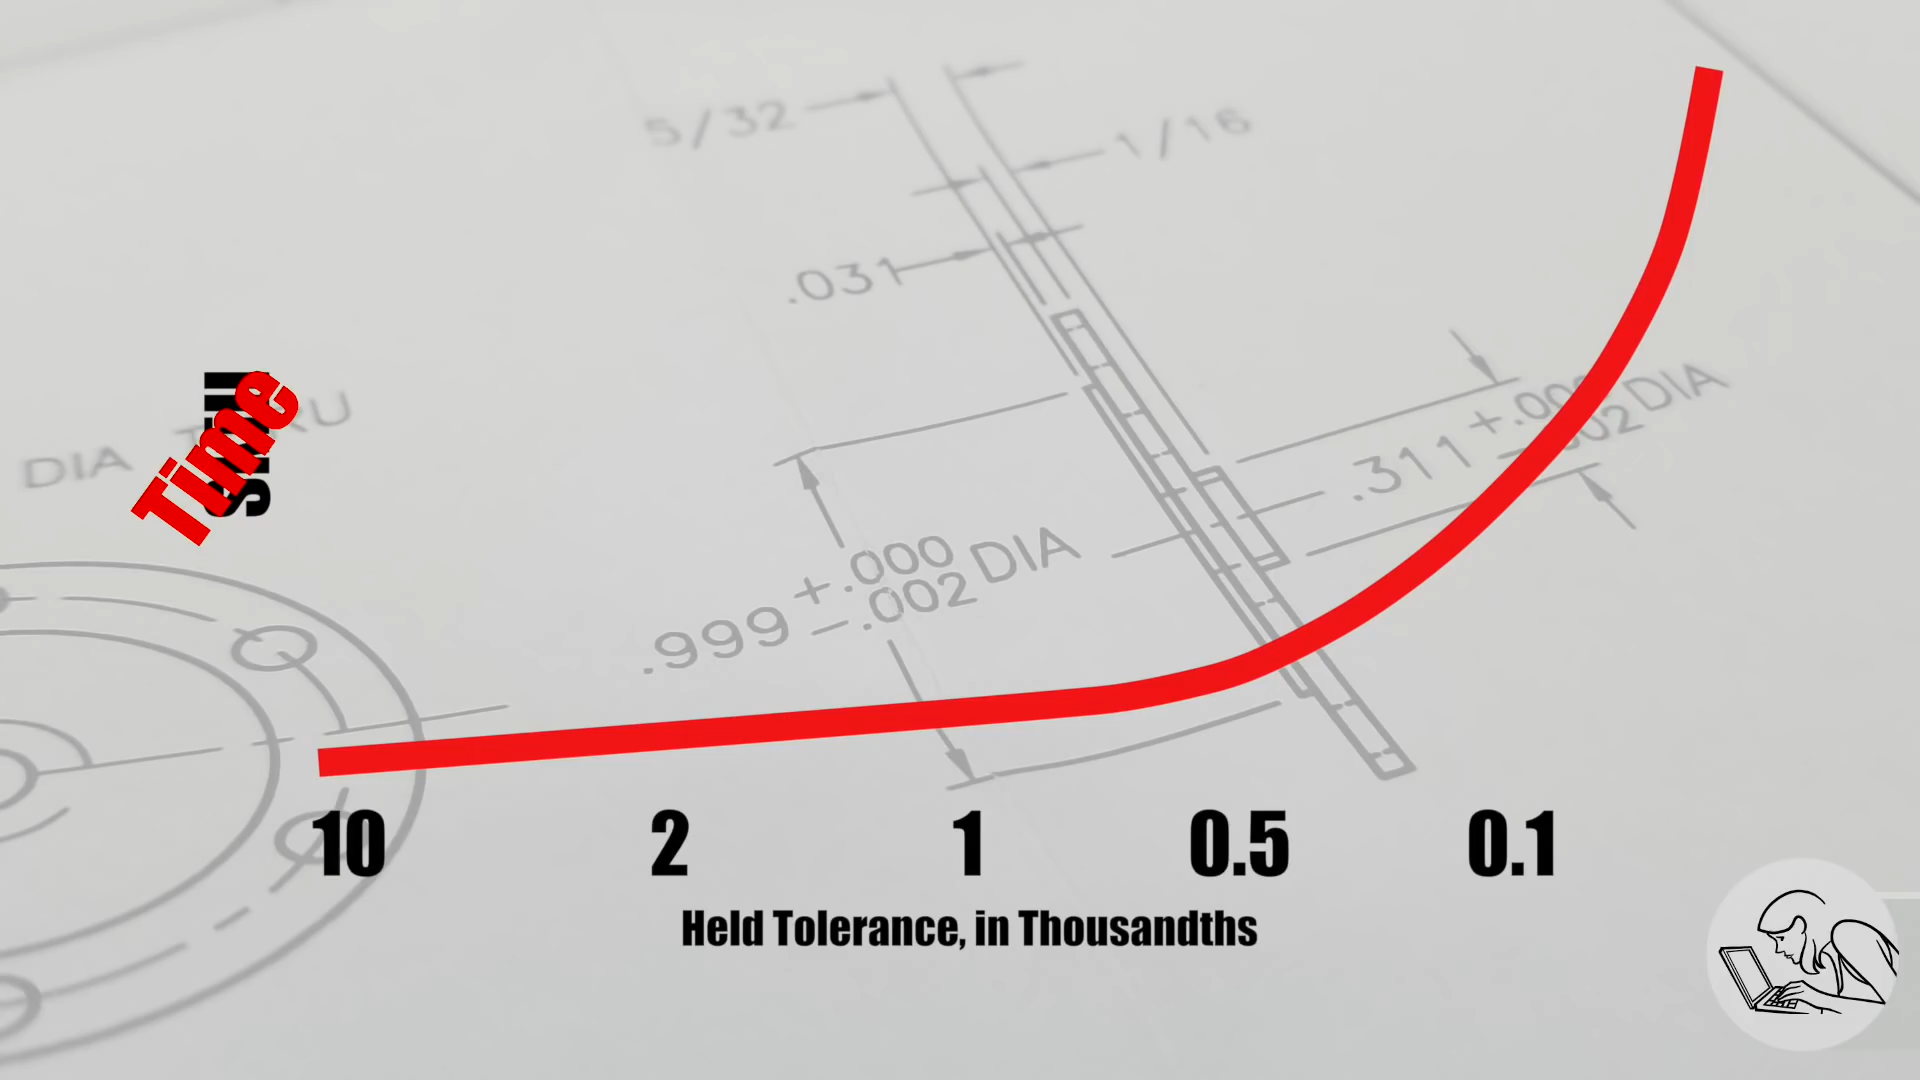 5/32
1/16
.031
Time
DIA
.311
DIA
+.000
.999 DIA
-.002
10 2 1 0.5 0.1
Held Tolerance, in Thousandths